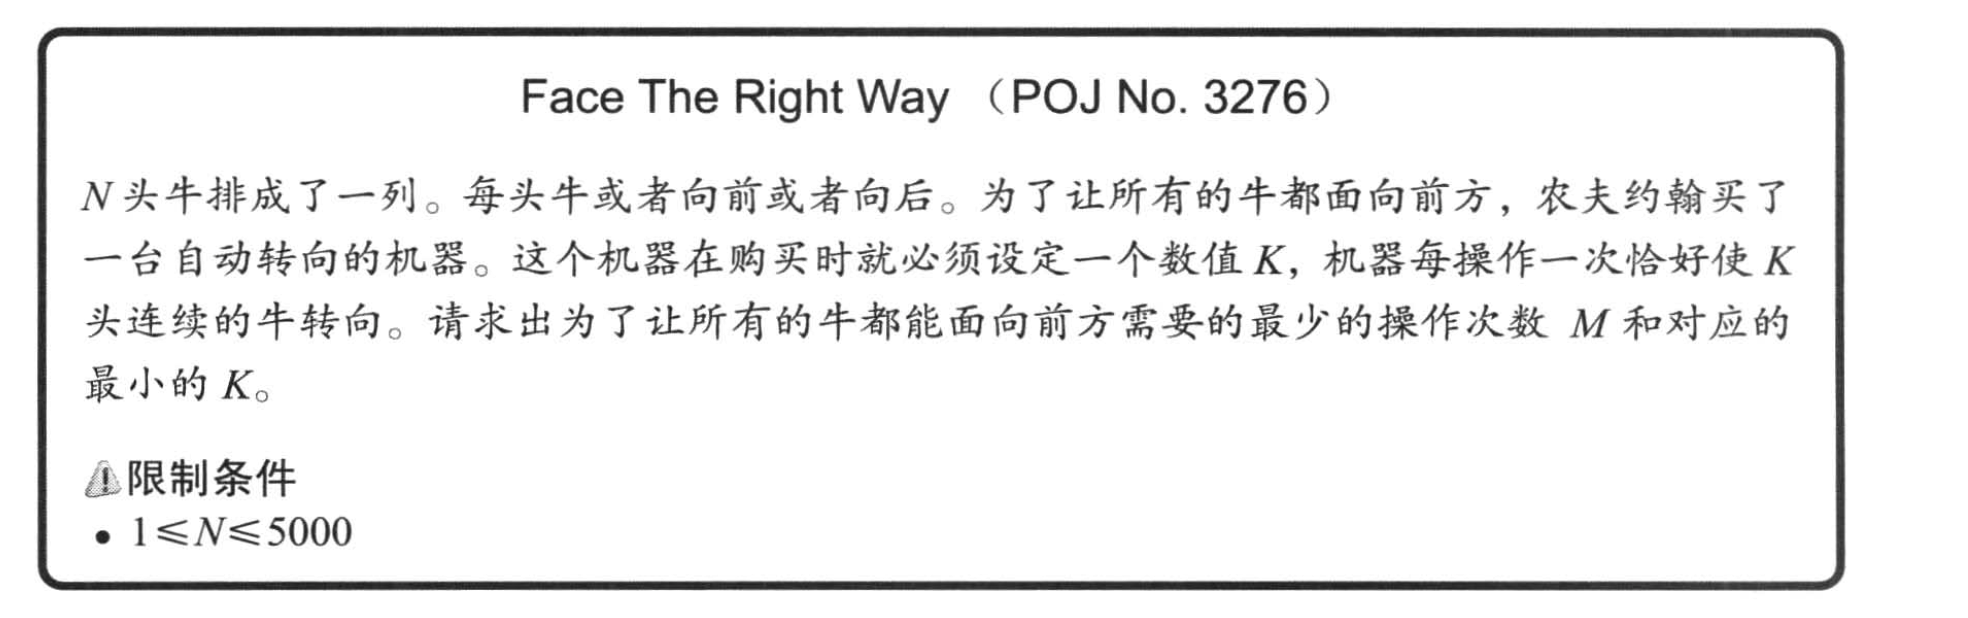 Face The Right Way （POJ No. 3276）
N头牛排成了一列。每头牛或者向前或者向后。为了让所有的牛都面向前方，农夫约翰买了
一台自动转向的机器。这个机器在购买时就必须设定一个数值K，机器每操作一次恰好使K
头连续的牛转向。请求出为了让所有的牛都能面向前方需要的最少的操作次数 M和对应的
最小的K。
限制条件
● 1≤N≤5000